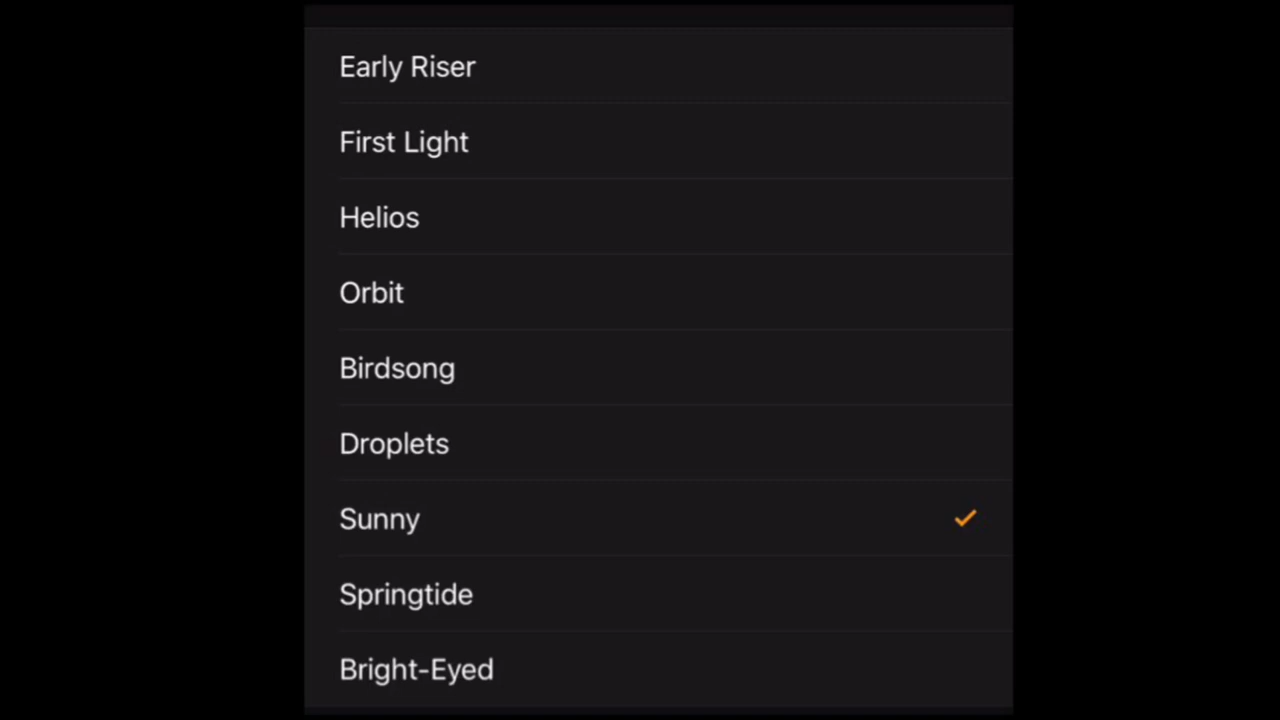 Early Riser
First Light
Helios
Orbit
Birdsong
Droplets
Sunny
Springtide
Bright-Eyed